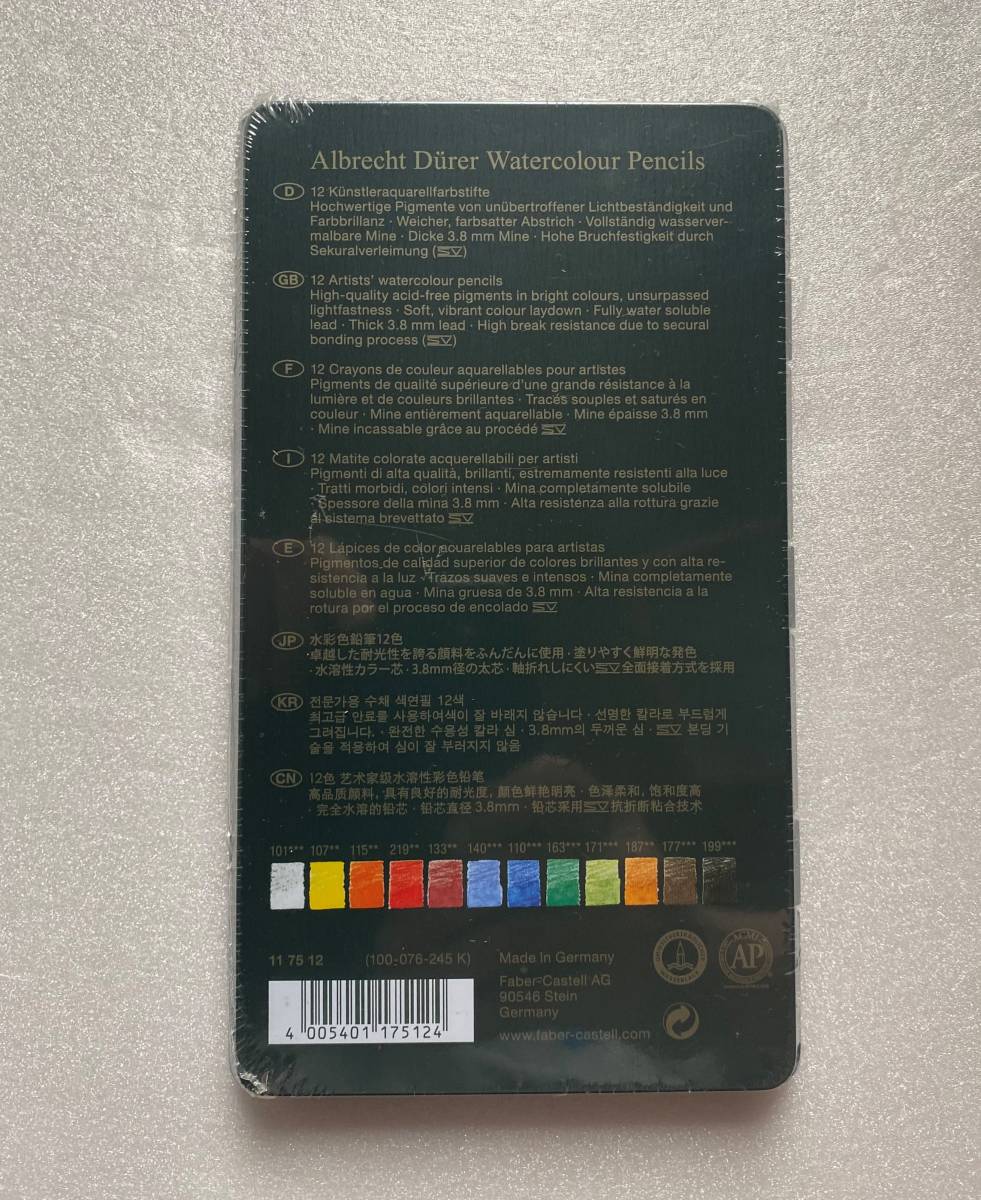 Albrecht Dürer Watercolour Pencils
D 12 Künstleraquarellfarbstifte
Hochwertige Pigmente von unübertroffener Lichtbeständigkeit und
Farbbrillanz · Weicher, farbsatter Abstrich · Vollständig wasserver-
malbare Mine · Dicke 3.8 mm Mine · Hohe Bruchfestigkeit durch
Sekuralverleimung (SV)
GB 12 Artists' watercolour pencils
High-quality acid-free pigments in bright colours, unsurpassed
lightfastness · Soft, vibrant colour laydown · Fully water soluble
lead · Thick 3.8 mm lead · High break resistance due to secural
bonding process (SV)
F 12 Crayons de couleur aquarellables pour artistes
Pigments de qualité supérieure d'une grande résistance à la
lumière et de couleurs brillantes · Tracés souples et saturés en
couleur · Mine entièrement aquarellable · Mine épaisse 3.8 mm
· Mine incassable grâce au procédé SV
I 12 Matite colorate acquerellabili per artisti
Pigmenti di alta qualità, brillanti, estremamente resistenti alla luce
· Tratti morbidi, colori intensi · Mina completamente solubile
· Spessore della mina 3.8 mm · Alta resistenza alla rottura grazie
al sistema brevettato SV
E 12 Lápices de color acuarelables para artistas
Pigmentos de calidad superior de colores brillantes y con alta re-
sistencia a la luz · Trazos suaves e intensos · Mina completamente
soluble en agua · Mina gruesa de 3.8 mm · Alta resistencia a la
rotura por el proceso de encolado SV
JP 水彩色鉛筆12色
·卓越した耐光性を誇る顔料をふんだんに使用 · 塗りやすく鮮明な発色
· 水溶性カラー芯 · 3.8mm径の太芯 · 軸折れしにくいSV全面接着方式を採用
KR 전문가용 수채 색연필 12색 ·
최고급 안료를 사용하여색이 잘 바래지 않습니다 · 선명한 칼라로 부드럽게
그려집니다. · 완전한 수용성 칼라 심 · 3.8mm의 두꺼운 심 · SV 본딩 기
술을 적용하여 심이 잘 부러지지 않음
CN 12色 艺术家级水溶性彩色铅笔
高品质颜料, 具有良好的耐光度, 颜色鲜艳明亮 · 色泽柔和, 饱和度高
· 完全水溶的铅芯 · 铅芯直径 3.8mm · 铅芯采用SV抗折断粘合技术
101*** 107** 115** 219** 133** 140*** 110*** 163*** 171*** 187** 177*** 199***
11 75 12 (100-076-245 K) Made in Germany
Faber-Castell AG
90546 Stein
Germany
www.faber-castell.com
4 005401 175124
ACMI
AP